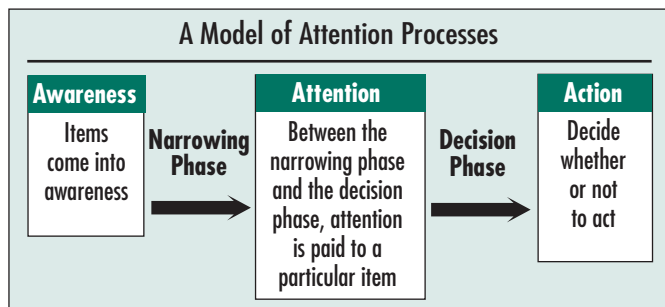 A Model of Attention Processes
Awareness
Items
come into
awareness
Narrowing
Phase
Attention
Between the
narrowing phase
and the decision
phase, attention
is paid to a
particular item
Decision
Phase
Action
Decide
whether
or not
to act